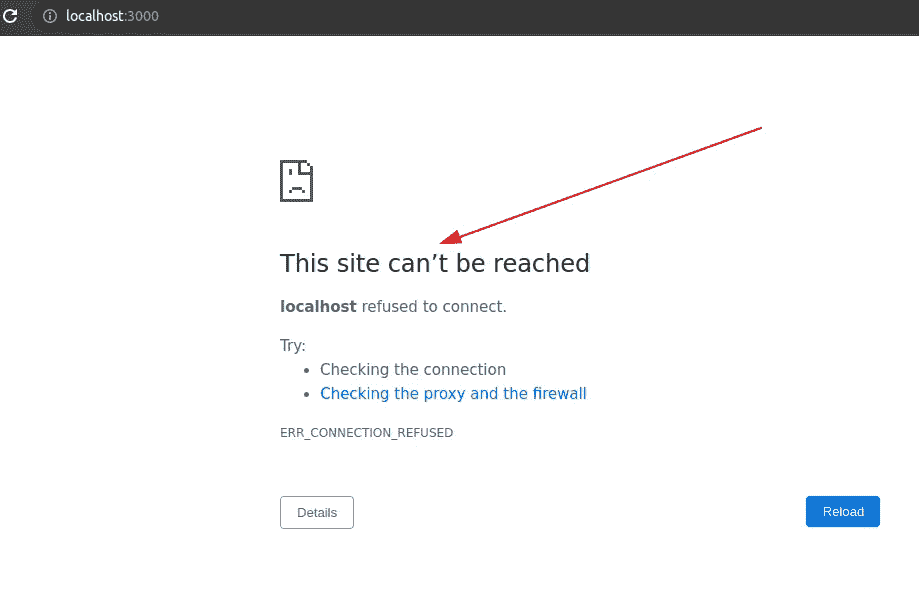 localhost:3000
This site can’t be reached
localhost refused to connect.
Try:
Checking the connection
Checking the proxy and the firewall
ERR_CONNECTION_REFUSED
Details
Reload